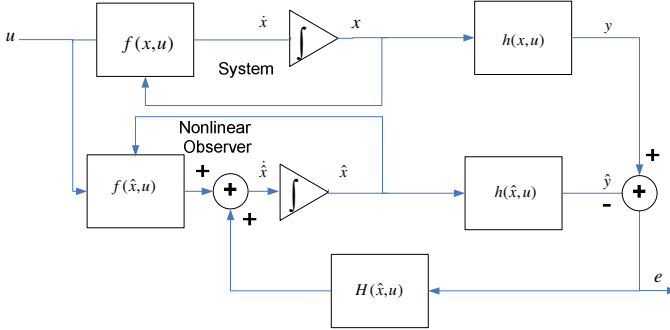 u
f(x,u)
ẋ
∫
x
h(x,u)
y
System
Nonlinear
Observer
+
f(x̂,u)
+
+
+
x̂̇
∫
x̂
h(x̂,u)
ŷ
-
+
H(x̂,u)
e